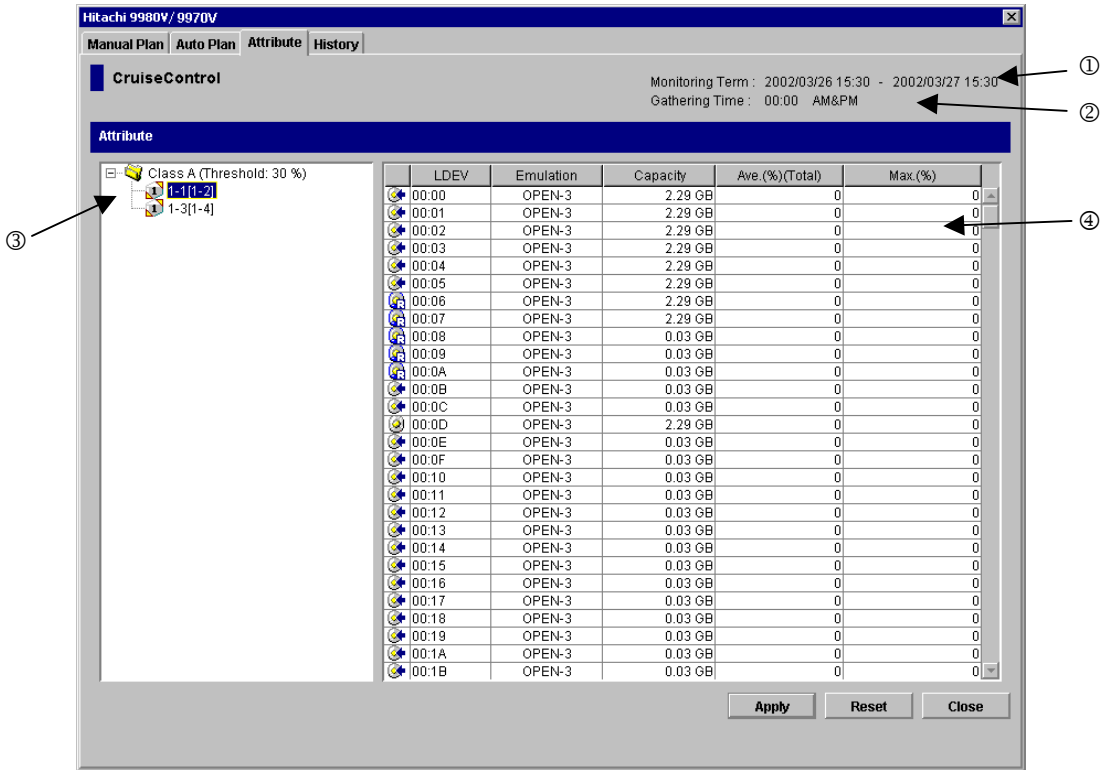 Hitachi 9980V/9970V
Manual Plan Auto Plan Attribute History
CruiseControl
Monitoring Term : 2002/03/26 15:30 - 2002/03/27 15:30
Gathering Time : 00:00 AM&PM
①
②
Attribute
Class A (Threshold: 30 %)
1-1[1-2]
1-3[1-4]
③
④
LDEV Emulation Capacity Ave.(%)(Total) Max.(%)
00:00 OPEN-3 2.29 GB 0 0
00:01 OPEN-3 2.29 GB 0 0
00:02 OPEN-3 2.29 GB 0 0
00:03 OPEN-3 2.29 GB 0 0
00:04 OPEN-3 2.29 GB 0 0
00:05 OPEN-3 2.29 GB 0 0
00:06 OPEN-3 2.29 GB 0 0
00:07 OPEN-3 2.29 GB 0 0
00:08 OPEN-3 0.03 GB 0 0
00:09 OPEN-3 0.03 GB 0 0
00:0A OPEN-3 0.03 GB 0 0
00:0B OPEN-3 0.03 GB 0 0
00:0C OPEN-3 0.03 GB 0 0
00:0D OPEN-3 2.29 GB 0 0
00:0E OPEN-3 0.03 GB 0 0
00:0F OPEN-3 0.03 GB 0 0
00:10 OPEN-3 0.03 GB 0 0
00:11 OPEN-3 0.03 GB 0 0
00:12 OPEN-3 0.03 GB 0 0
00:13 OPEN-3 0.03 GB 0 0
00:14 OPEN-3 0.03 GB 0 0
00:15 OPEN-3 0.03 GB 0 0
00:16 OPEN-3 0.03 GB 0 0
00:17 OPEN-3 0.03 GB 0 0
00:18 OPEN-3 0.03 GB 0 0
00:19 OPEN-3 0.03 GB 0 0
00:1A OPEN-3 0.03 GB 0 0
00:1B OPEN-3 0.03 GB 0 0
Apply Reset Close